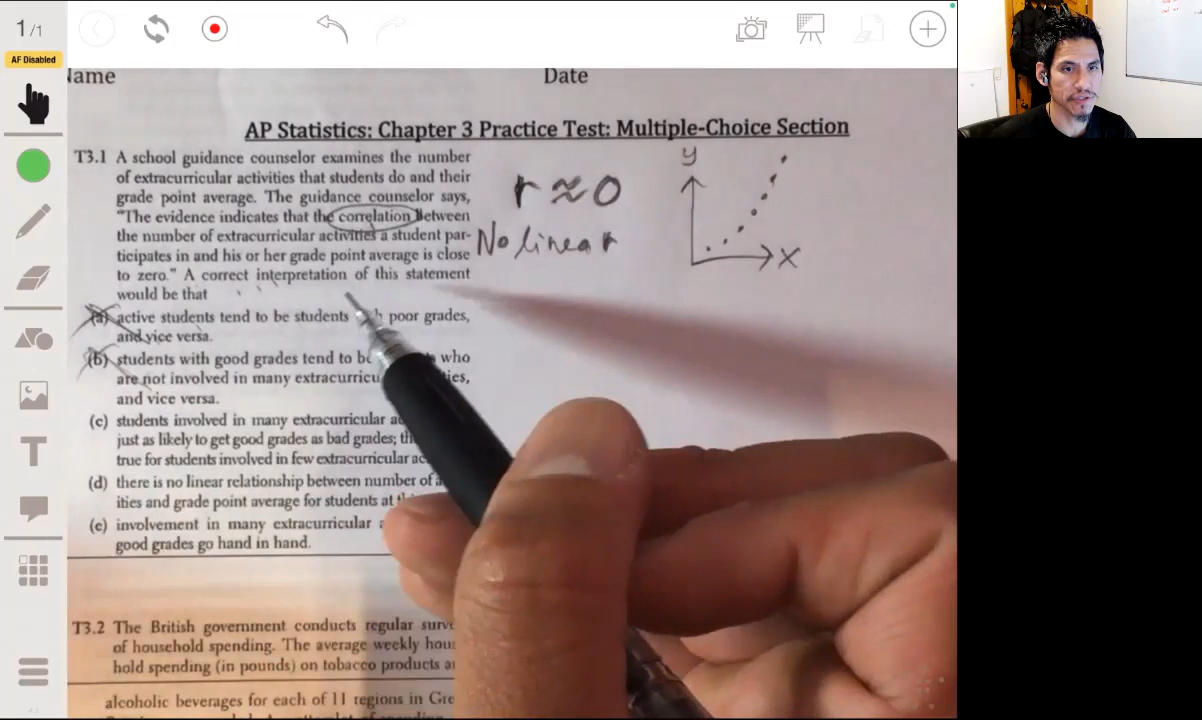 1/1
AF Disabled
Name
Date
AP Statistics: Chapter 3 Practice Test: Multiple-Choice Section
T3.1 A school guidance counselor examines the number
of extracurricular activities that students do and their
grade point average. The guidance counselor says,
"The evidence indicates that the correlation between
the number of extracurricular activities a student par-
ticipates in and his or her grade point average is close
to zero." A correct interpretation of this statement
would be that
r ≈ 0
No linear
y
x
(a) active students tend to be students poor grades,
and vice versa.
(b) students with good grades tend to be who
are not involved in many
and vice versa.
(c) students involved in many extracurricular
just as likely to get good grades as bad grades;
true for students involved in few extracurricular
(d) there is no linear relationship between number of
ities and grade point average for students at
(e) involvement in many extracurricular
good grades go hand in hand.
T3.2 The British government conducts regular
of household spending. The average weekly
hold spending (in pounds) on tobacco products
alcoholic beverages for each of 11 regions in
T